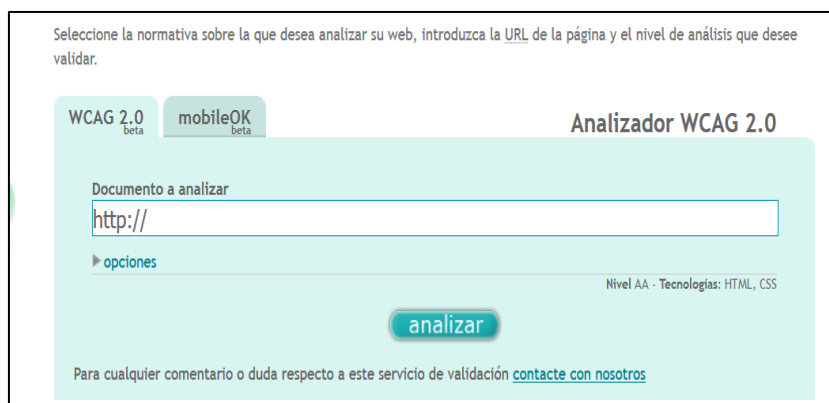 Seleccione la normativa sobre la que desea analizar su web, introduzca la URL de la página y el nivel de análisis que desee
validar.
WCAG 2.0 beta
mobileOK beta
Analizador WCAG 2.0
Documento a analizar
http://
opciones
Nivel AA - Tecnologías: HTML, CSS
analizar
Para cualquier comentario o duda respecto a este servicio de validación contacte con nosotros